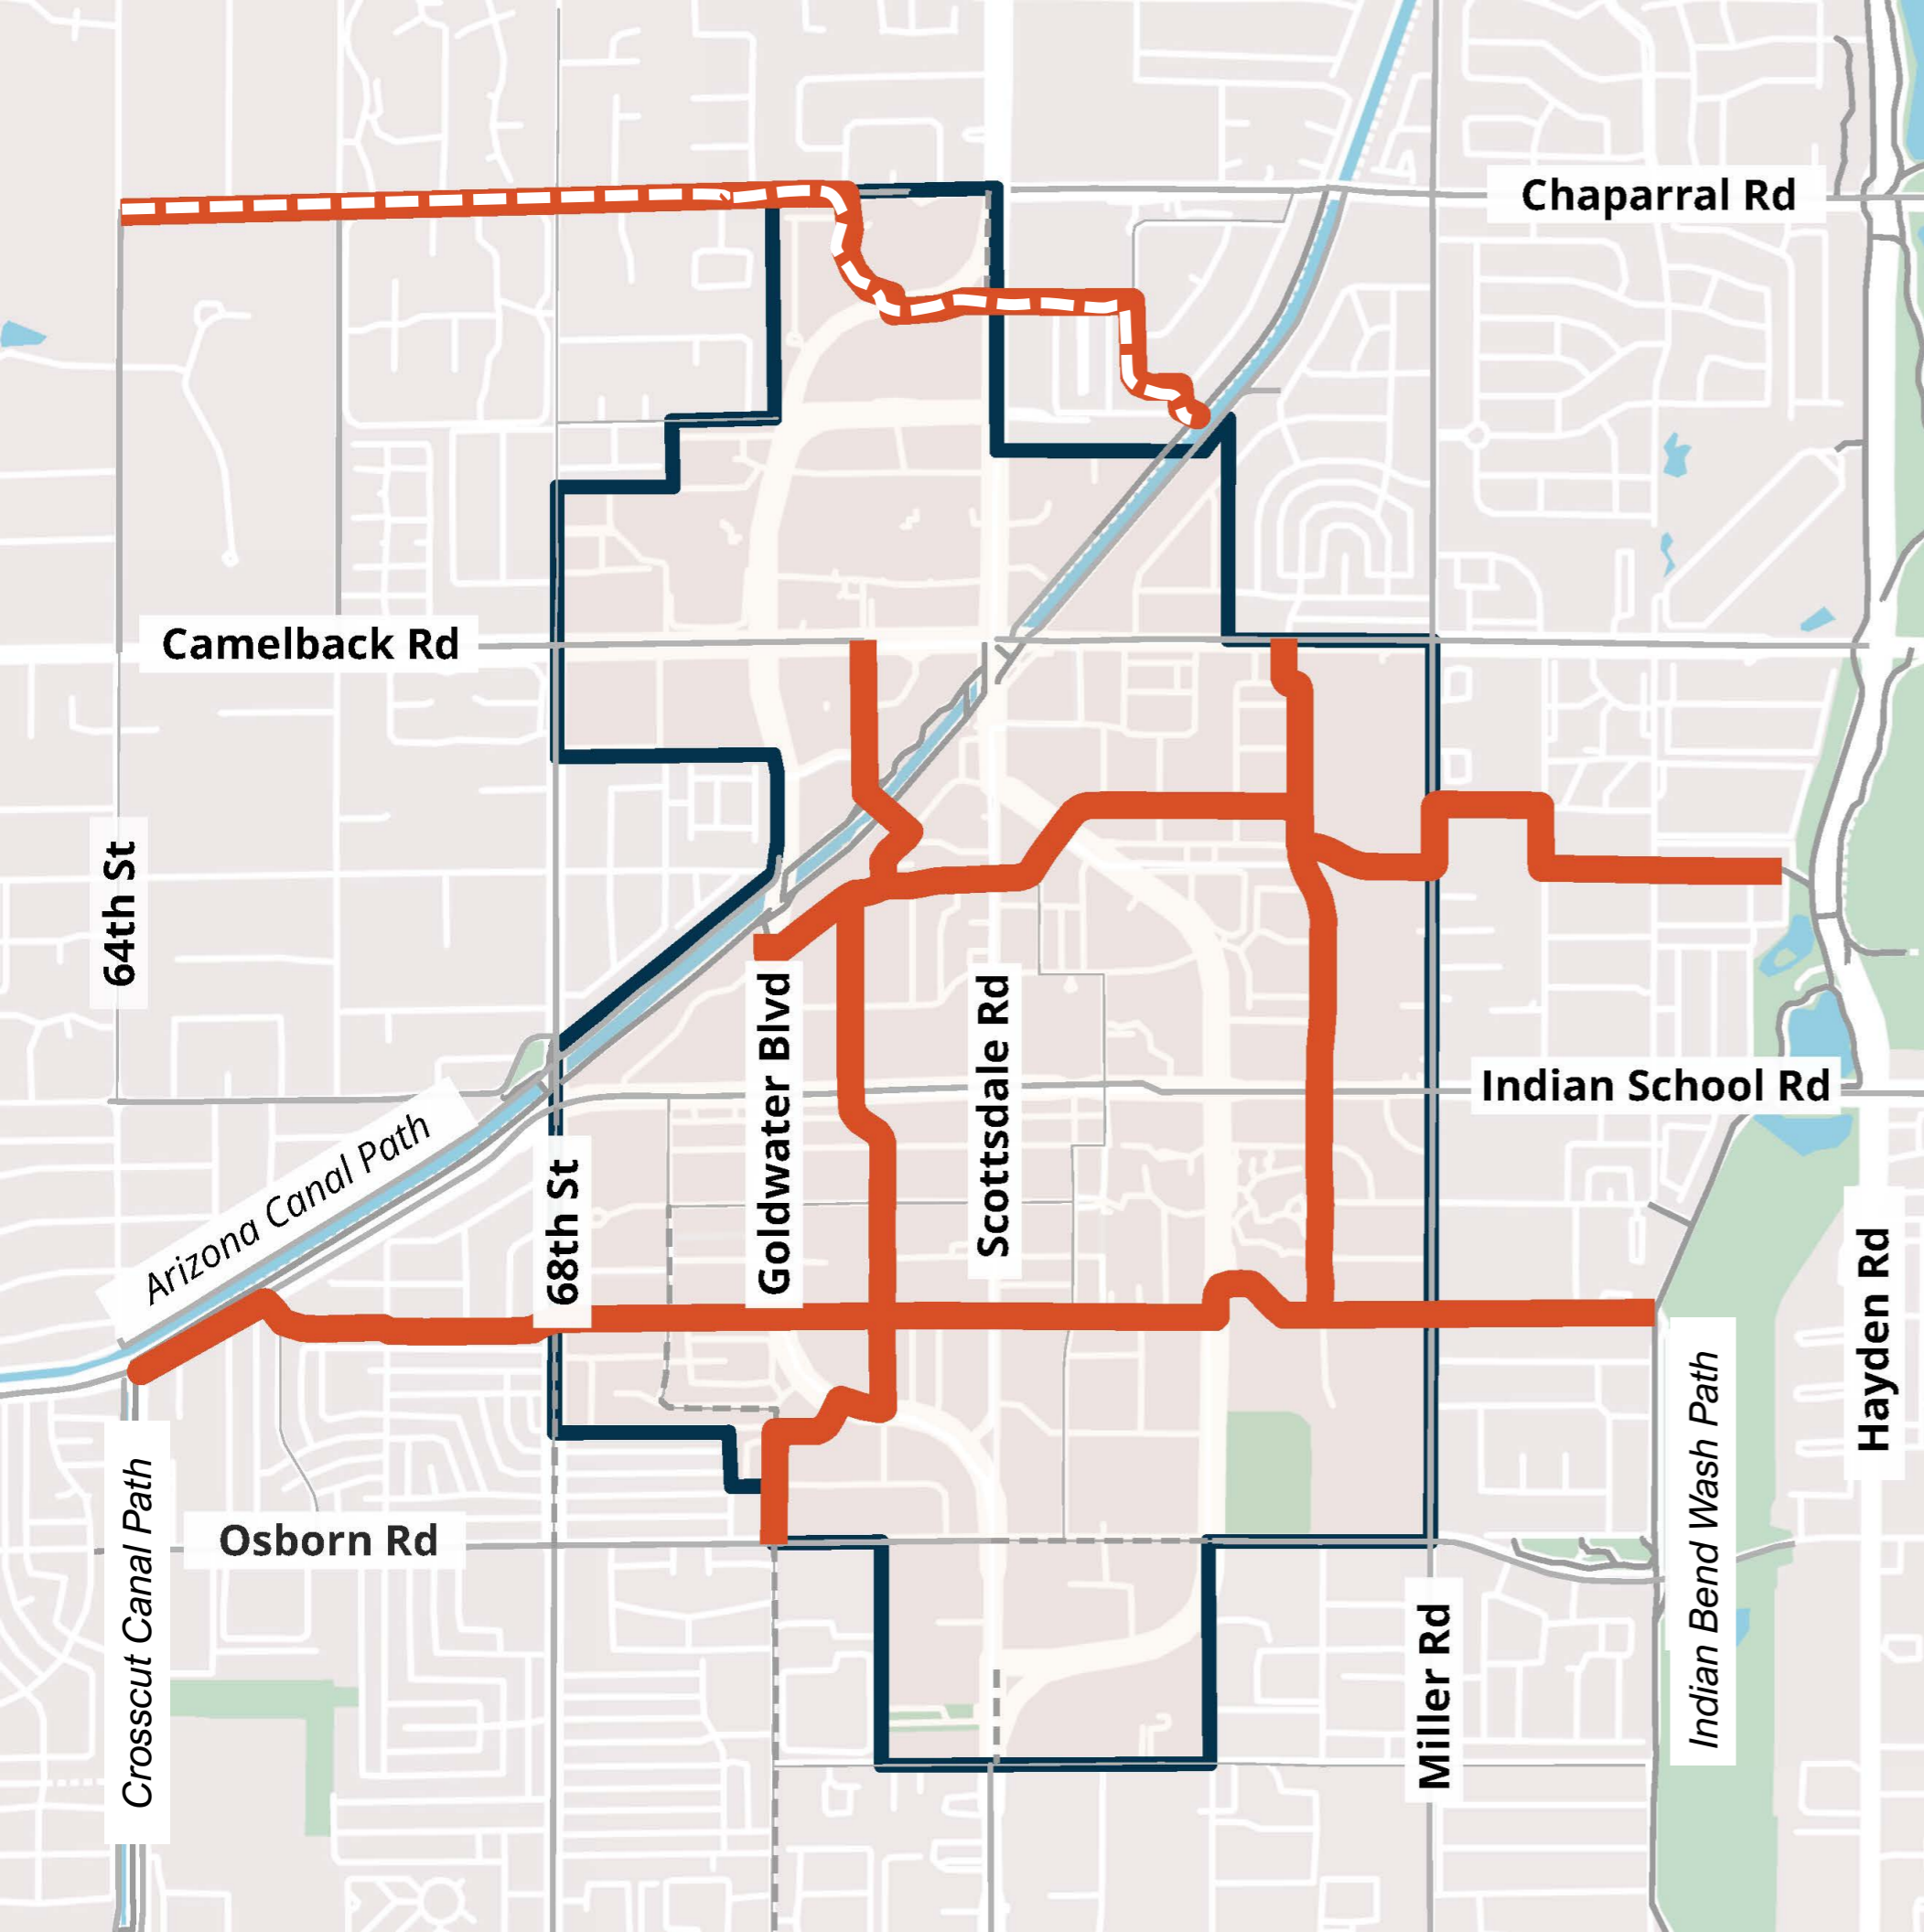 Chaparral Rd
Camelback Rd
64th St
Goldwater Blvd
Scottsdale Rd
Indian School Rd
Arizona Canal Path
68th St
Hayden Rd
Indian Bend Wash Path
Crosscut Canal Path
Osborn Rd
Miller Rd